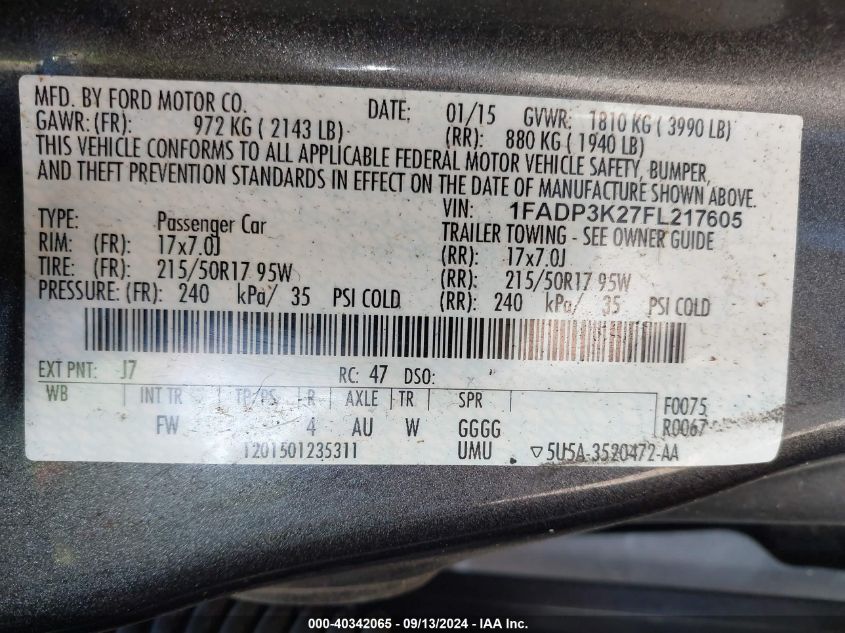 MFD. BY FORD MOTOR CO. DATE: 01/15 GVWR: 1810 KG ( 3990 LB)
GAWR: (FR): 972 KG ( 2143 LB) (RR): 880 KG ( 1940 LB)
THIS VEHICLE CONFORMS TO ALL APPLICABLE FEDERAL MOTOR VEHICLE SAFETY, BUMPER,
AND THEFT PREVENTION STANDARDS IN EFFECT ON THE DATE OF MANUFACTURE SHOWN ABOVE.
VIN: 1FADP3K27FL217605
TYPE: Passenger Car TRAILER TOWING - SEE OWNER GUIDE
RIM: (FR): 17x7.0J (RR): 17x7.0J
TIRE: (FR): 215/50R17 95W (RR): 215/50R17 95W
PRESSURE: (FR): 240 kPa/ 35 PSI COLD (RR): 240 kPa/ 35 PSI COLD
EXT PNT: J7 RC: 47 DSO:
WB INT TR TP/PS R AXLE TR SPR F0075
FW 4 AU W GGGG R0067
1201501235311 UMU ▽5U5A-3520472-AA
000-40342065 - 09/13/2024 - IAA Inc.